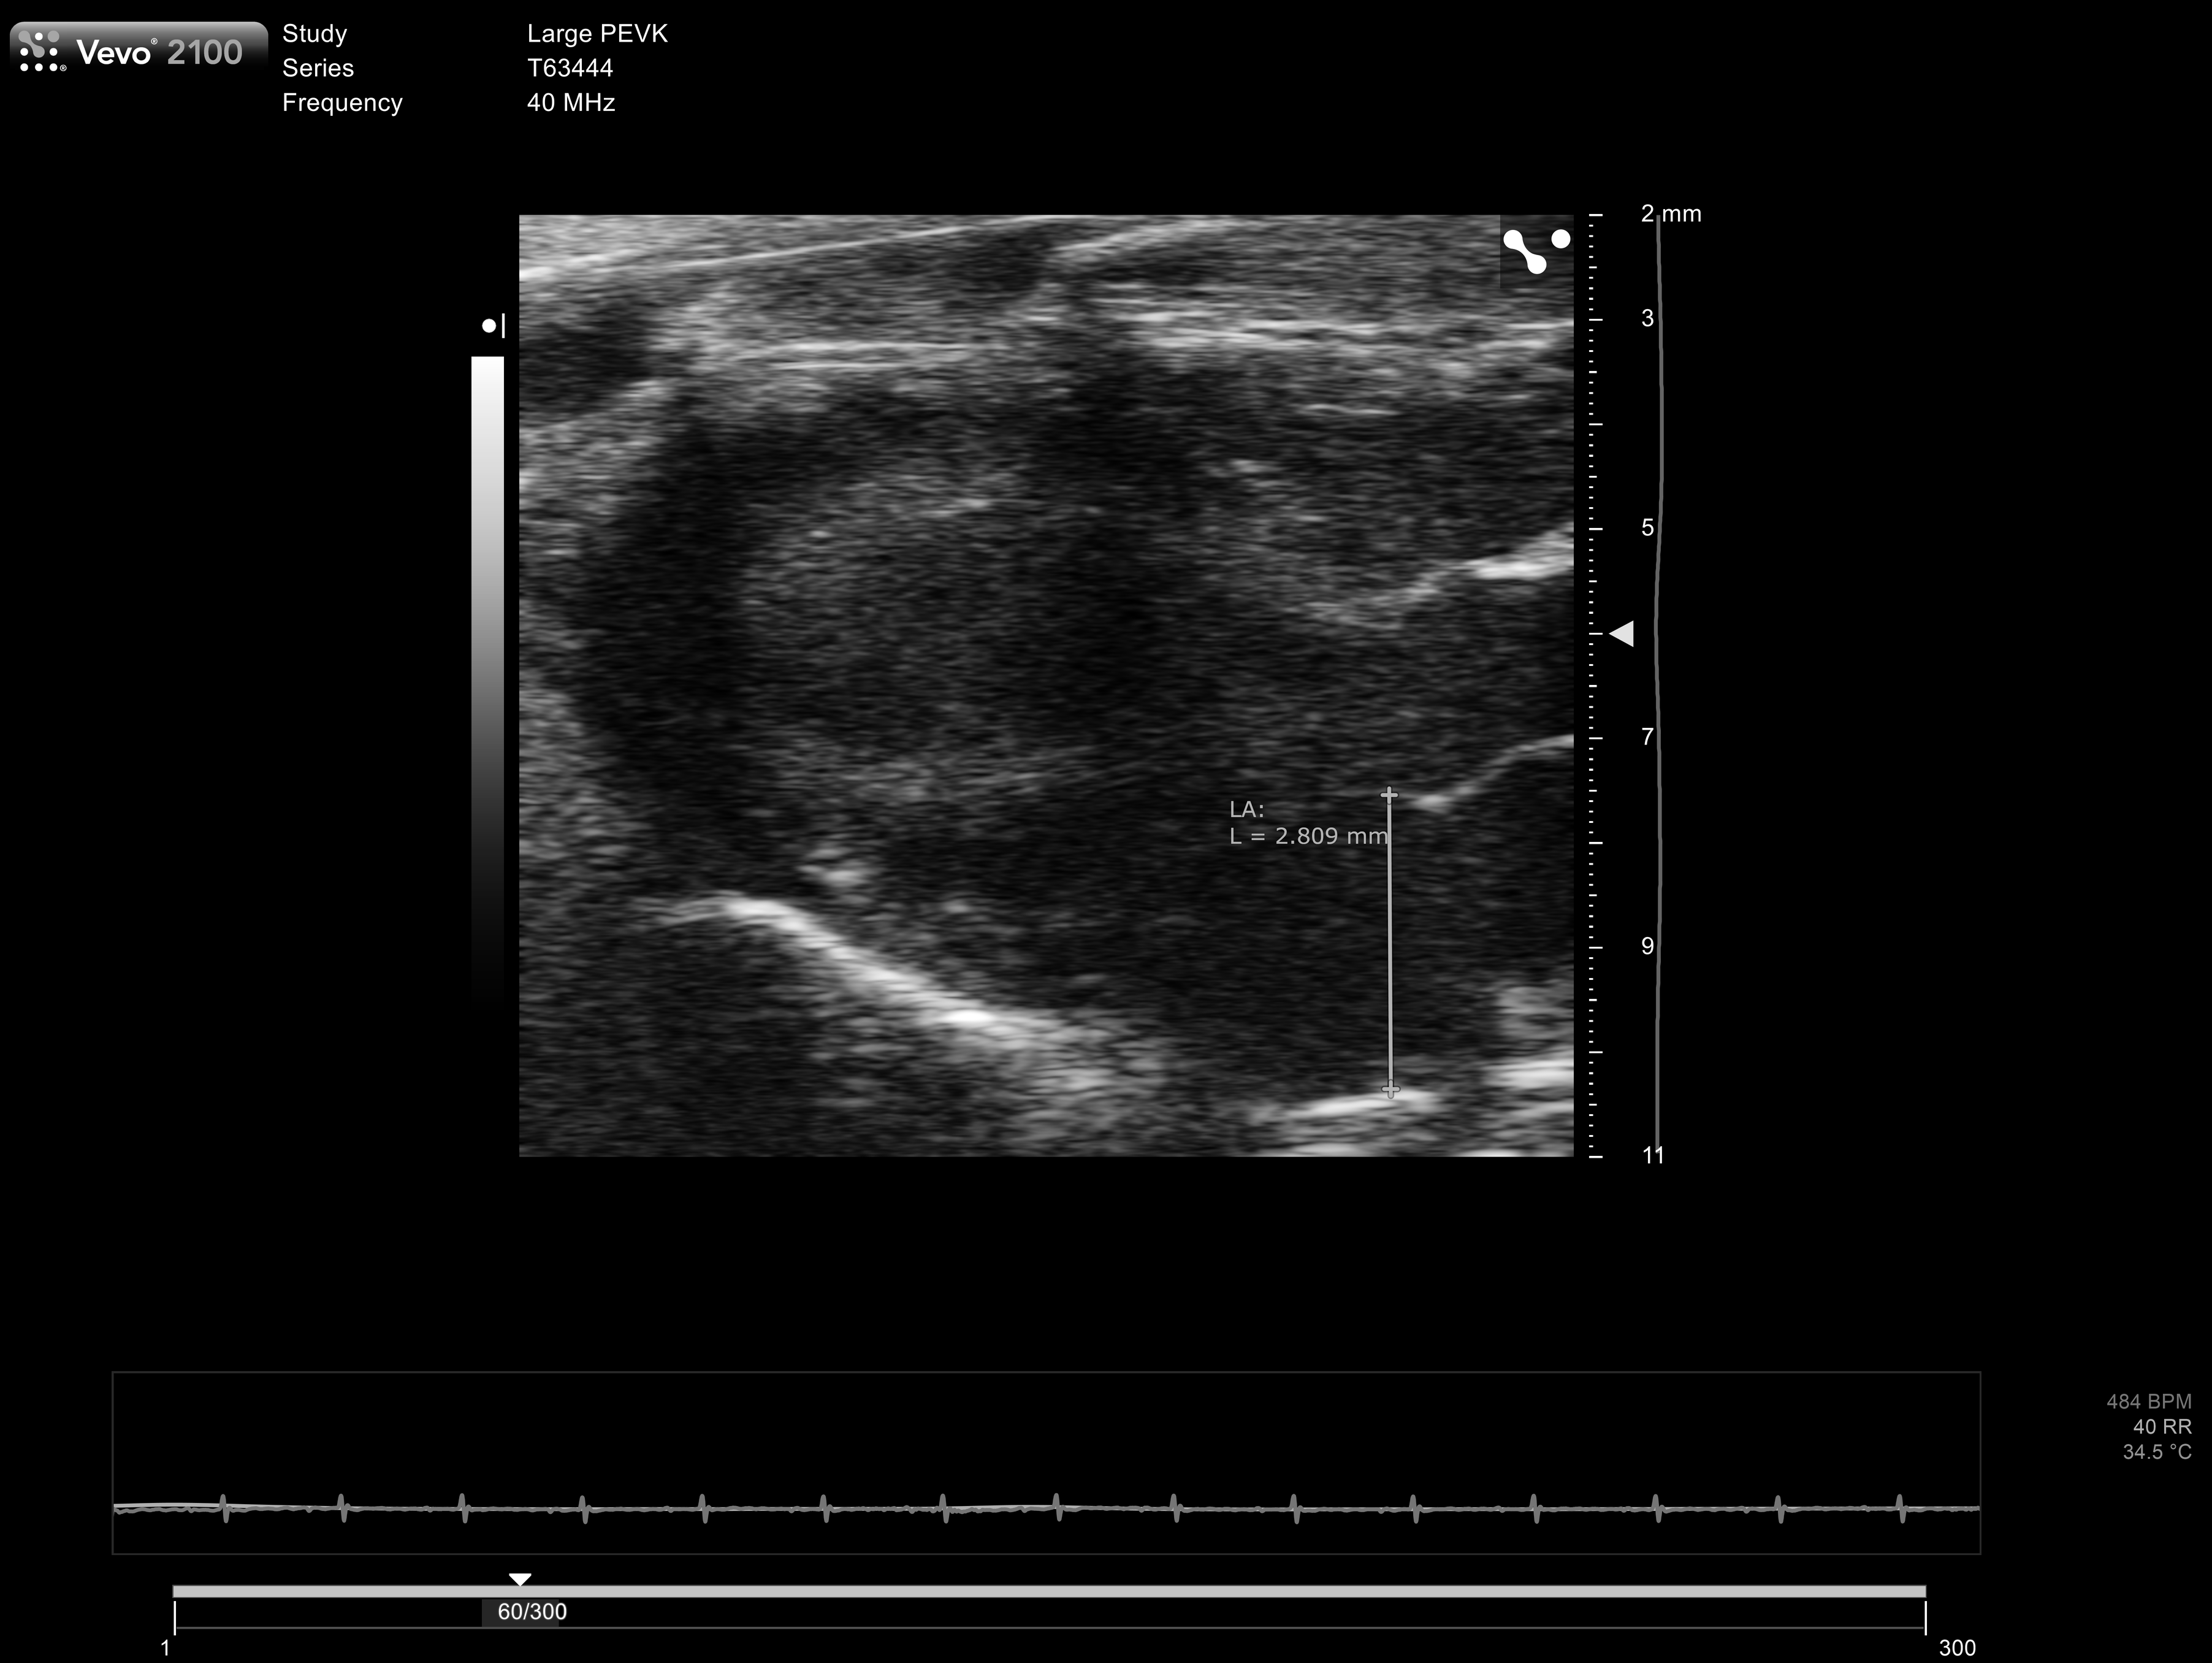 Vevo® 2100
Study Large PEVK
Series T63444
Frequency 40 MHz
2 mm
3
5
7
9
11
LA:
L = 2.809 mm
484 BPM
40 RR
34.5 °C
60/300
1
300